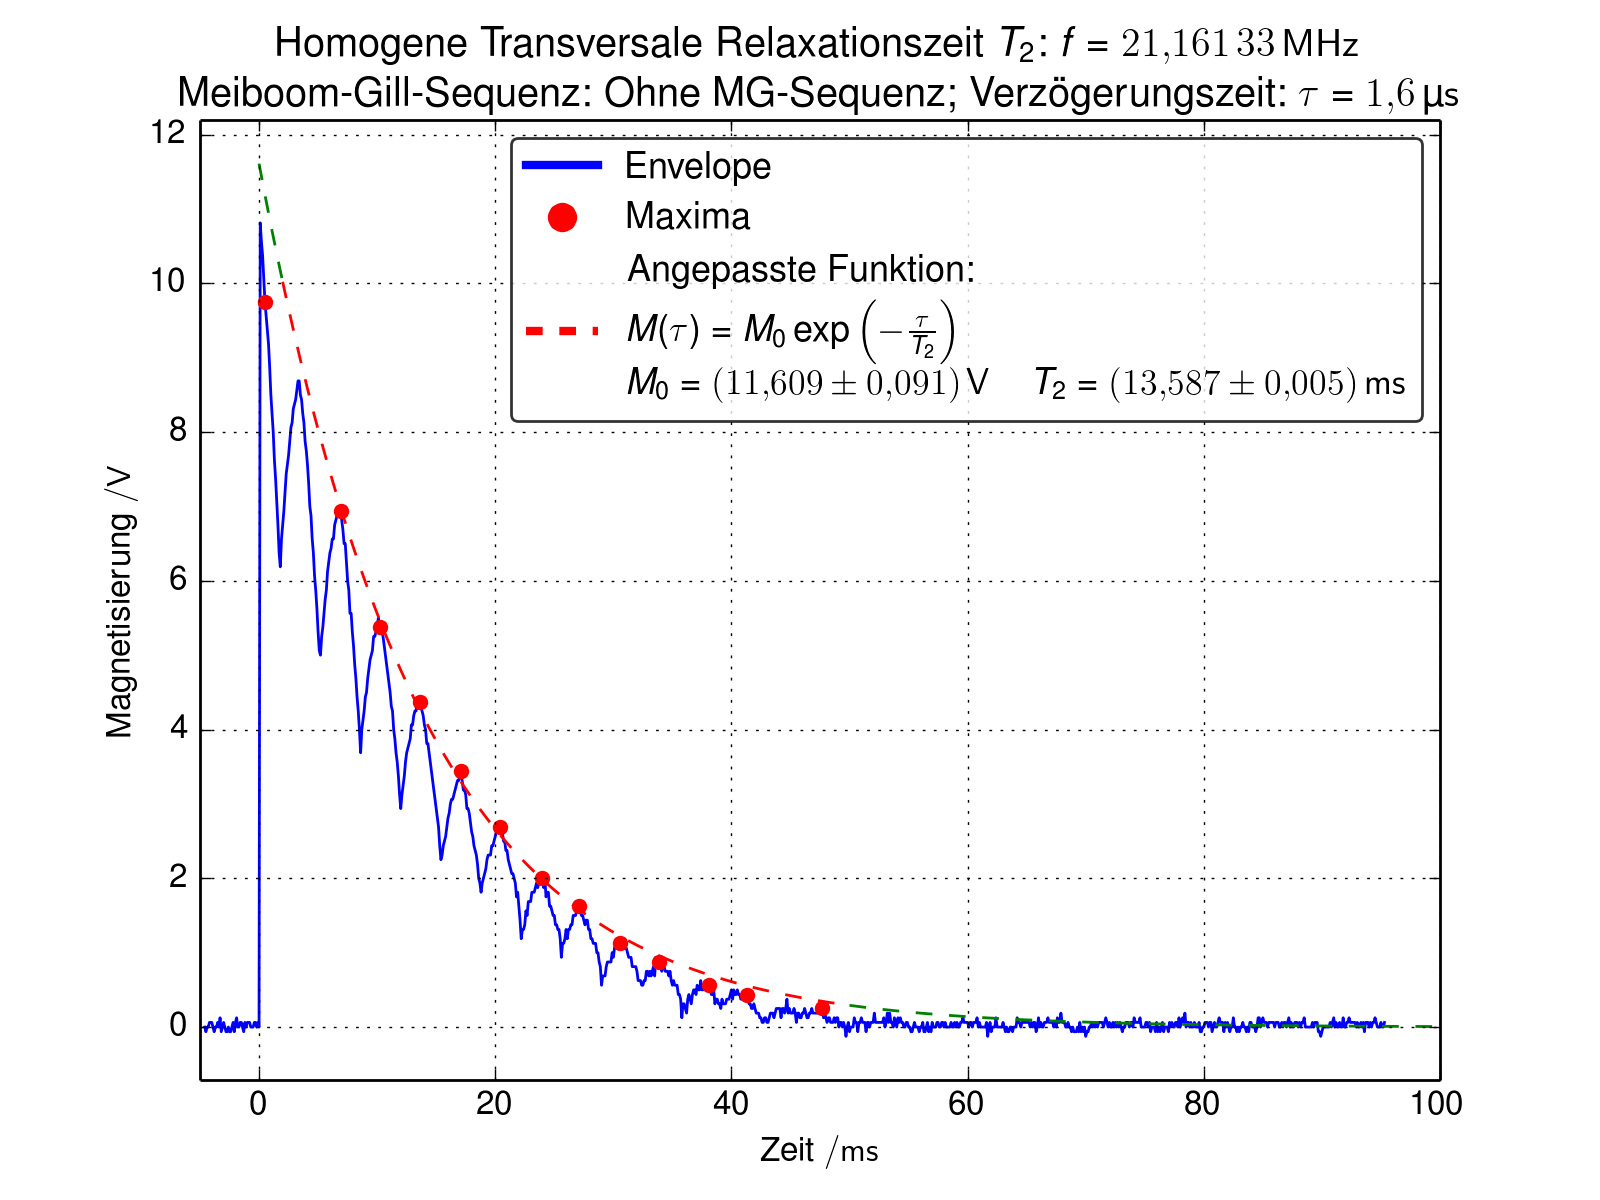 Homogene Transversale Relaxationszeit T₂: f = 21,161 33 MHz
Meiboom-Gill-Sequenz: Ohne MG-Sequenz; Verzögerungszeit: τ = 1,6 µs
Envelope
Maxima
Angepasste Funktion:
M(τ) = M₀ exp (− τ/T₂)
M₀ = (11,609 ± 0,091) V T₂ = (13,587 ± 0,005) ms
12
10
8
6
4
2
0
Magnetisierung /V
0 20 40 60 80 100
Zeit /ms